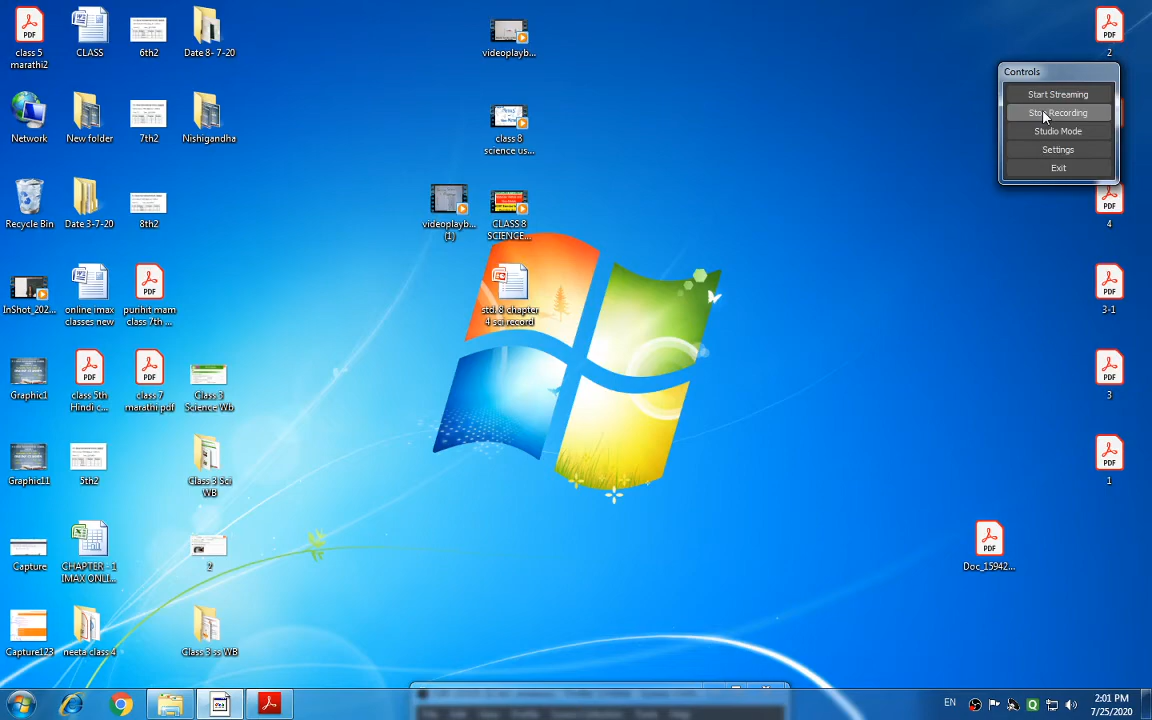 class 5
marathi2
CLASS
6th2
Date 8- 7-20
videoplayb...
2
Controls
Start Streaming
Stop Recording
Studio Mode
Settings
Exit
Network
New folder
7th2
Nishigandha
class 8
science us...
Recycle Bin
Date 3-7-20
8th2
videoplayb...
(1)
CLASS 8
SCIENCE...
4
InShot_202...
online imax
classes new
punhit mam
class 7th ...
std 8 chapter
4 sci record
3-1
Graphic1
class 5th
Hindi c...
class 7
marathi pdf
Class 3
Science Wb
3
Graphic11
5th2
Class 3 Sci
WB
1
Capture
CHAPTER - 1
IMAX ONLI...
2
Doc_15942...
Capture123
neeta class 4
Class 3 ss WB
EN
2:01 PM
7/25/2020